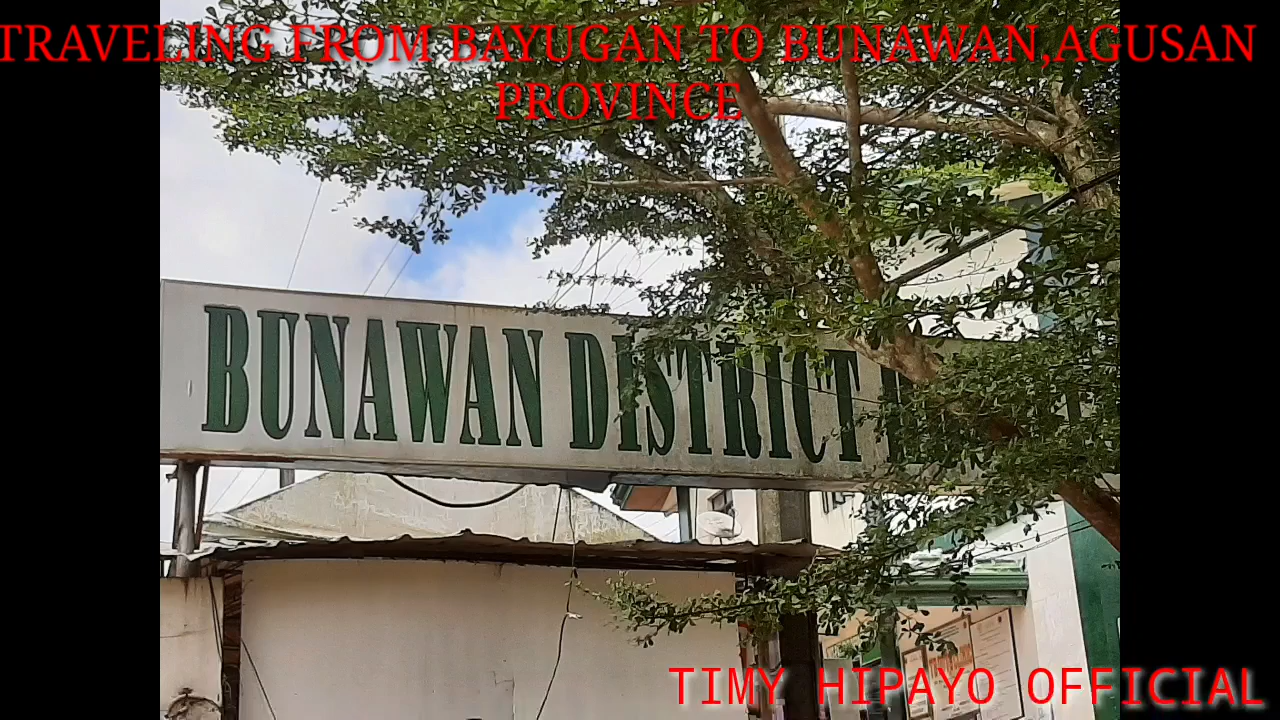 TRAVELING FROM BAYUGAN TO BUNAWAN,AGUSAN
PROVINCE
BUNAWAN DISTRICT
TIMY HIPAYO OFFICIAL